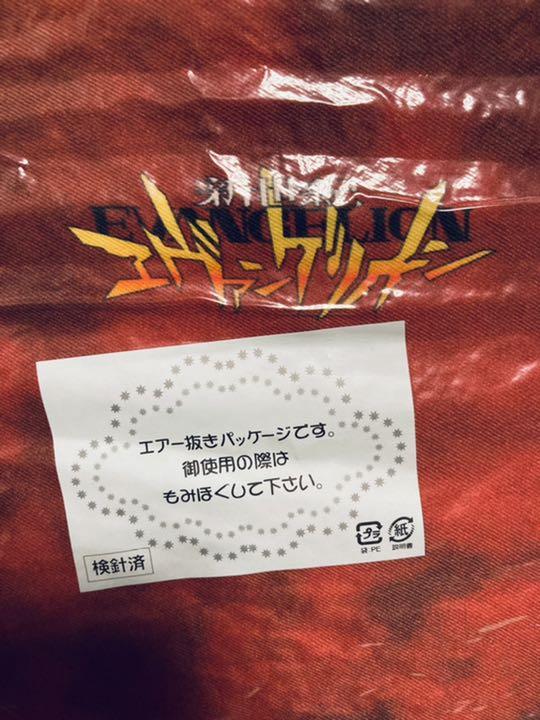 新世紀
EVANGELION
エヴァンゲリオン
エアー抜きパッケージです。
御使用の際は
もみほぐして下さい。
検針済
プラ 紙
袋:PE 説明書